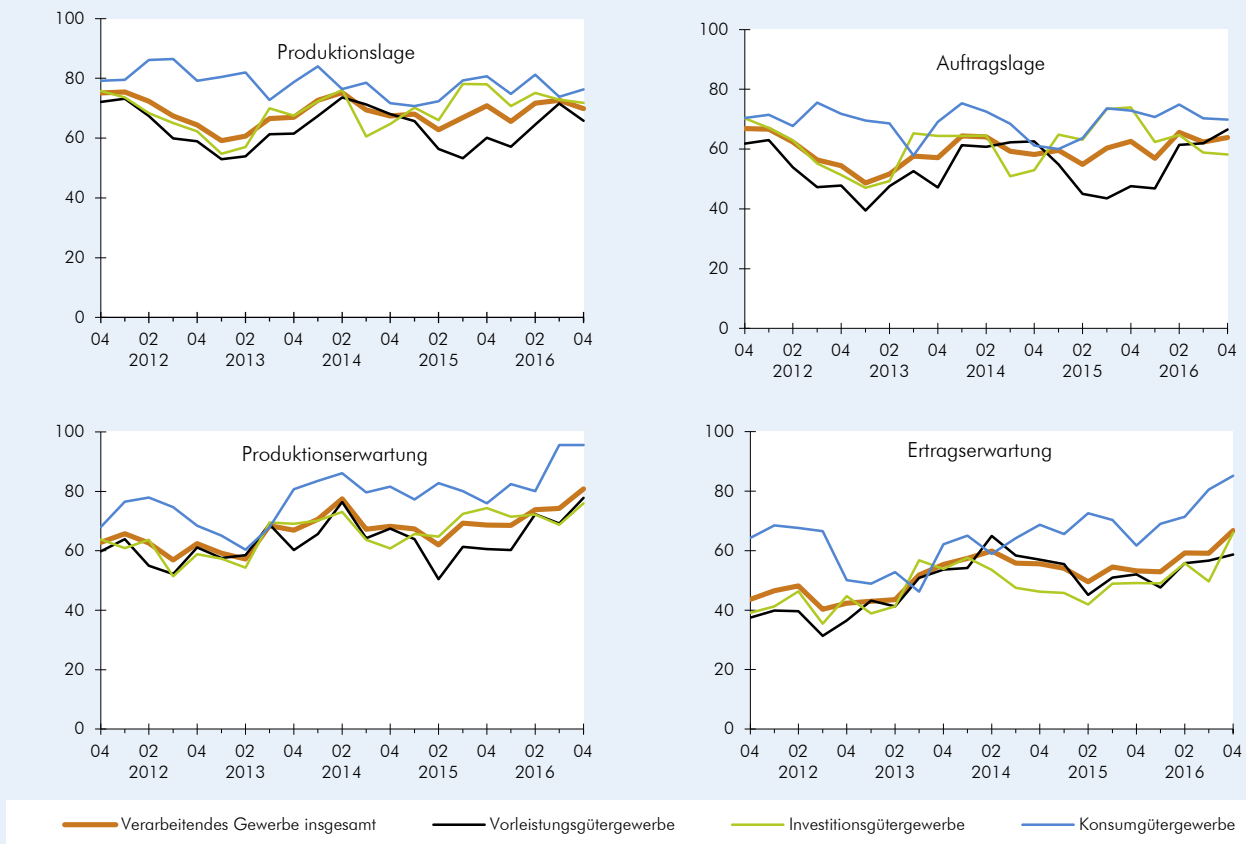 Produktionslage
100
80
60
40
20
0
04 02 04 02 04 02 04 02 04 02 04
2012 2013 2014 2015 2016
Auftragslage
100
80
60
40
20
0
04 02 04 02 04 02 04 02 04 02 04
2012 2013 2014 2015 2016
Produktionserwartung
100
80
60
40
20
0
04 02 04 02 04 02 04 02 04 02 04
2012 2013 2014 2015 2016
Ertragserwartung
100
80
60
40
20
0
04 02 04 02 04 02 04 02 04 02 04
2012 2013 2014 2015 2016
Verarbeitendes Gewerbe insgesamt Vorleistungsgütergewerbe Investitionsgütergewerbe Konsumgütergewerbe